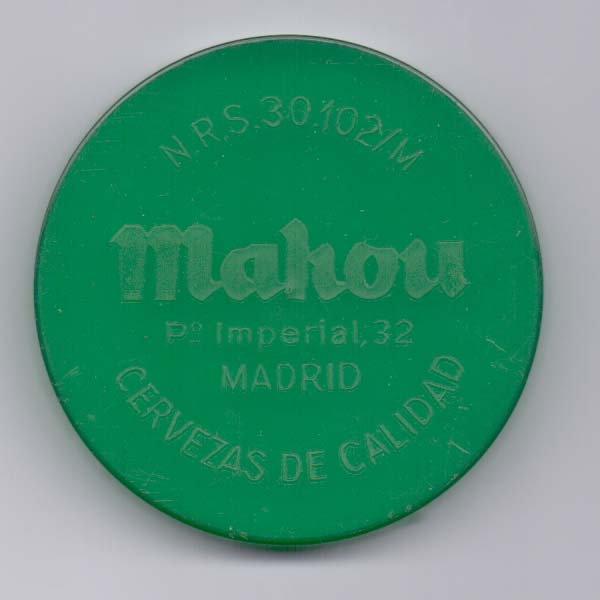 N.R.S. 30.102/M
Mahou
Pº Imperial, 32
MADRID
CERVEZAS DE CALIDAD